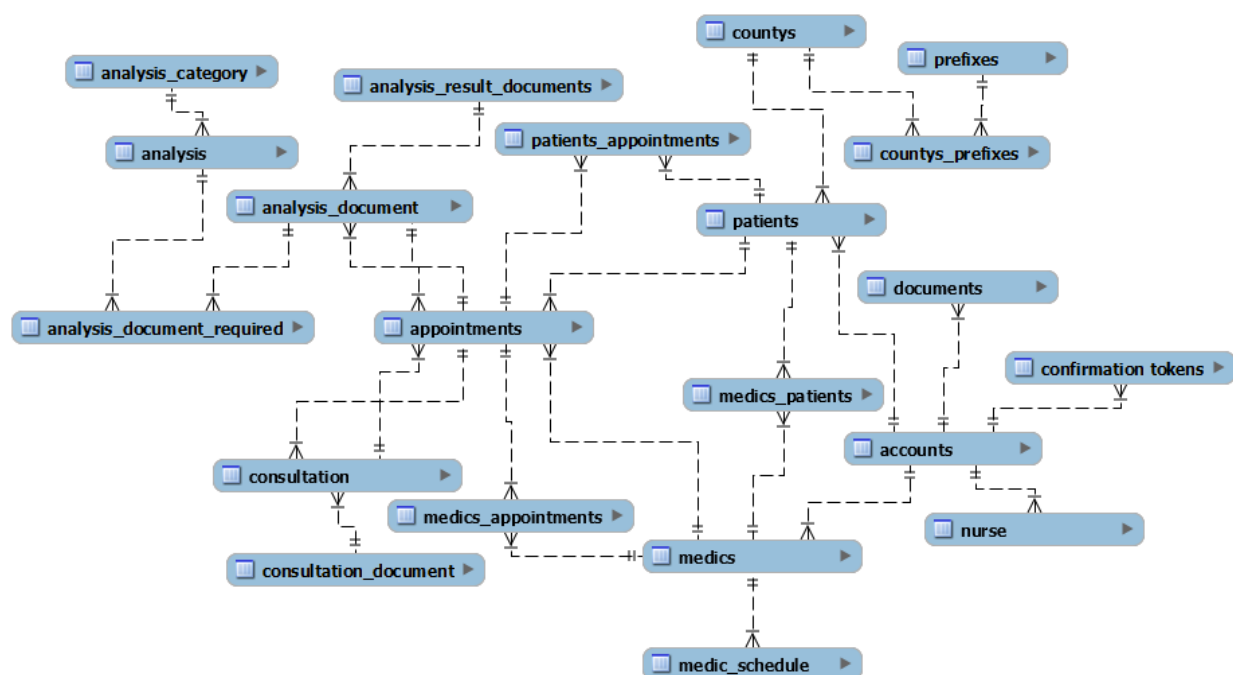 countys
prefixes
analysis_category
analysis_result_documents
patients_appointments
analysis
countys_prefixes
analysis_document
patients
documents
analysis_document_required
appointments
confirmation tokens
medics_patients
accounts
consultation
medics_appointments
nurse
medics
consultation_document
medic_schedule